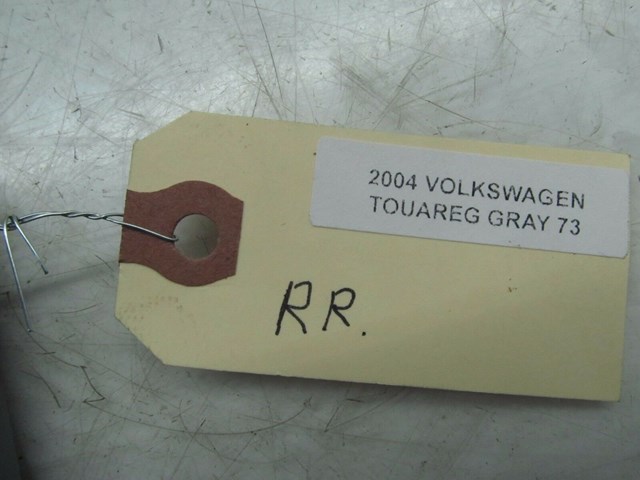 2004 VOLKSWAGEN
TOUAREG GRAY 73
RR.